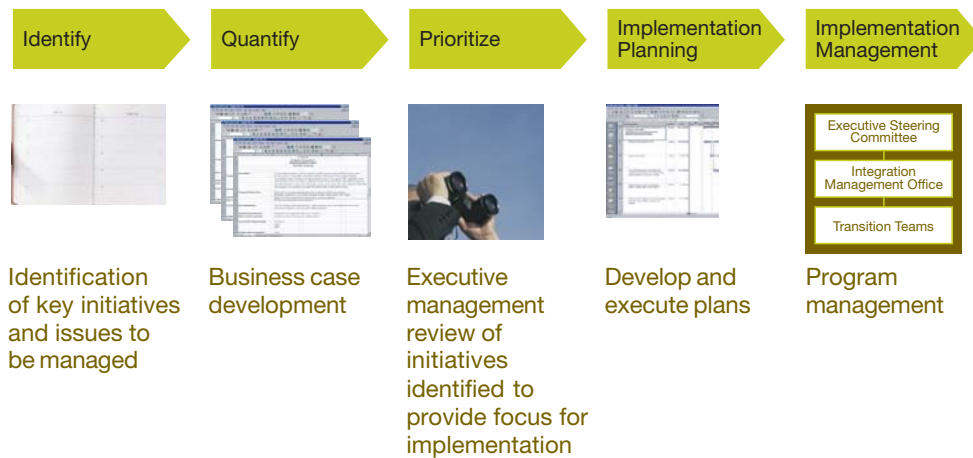 Identify
Quantify
Prioritize
Implementation
Planning
Implementation
Management
Executive Steering
Committee
Integration
Management Office
Transition Teams
Identification
of key initiatives
and issues to
be managed
Business case
development
Executive
management
review of
initiatives
identified to
provide focus for
implementation
Develop and
execute plans
Program
management